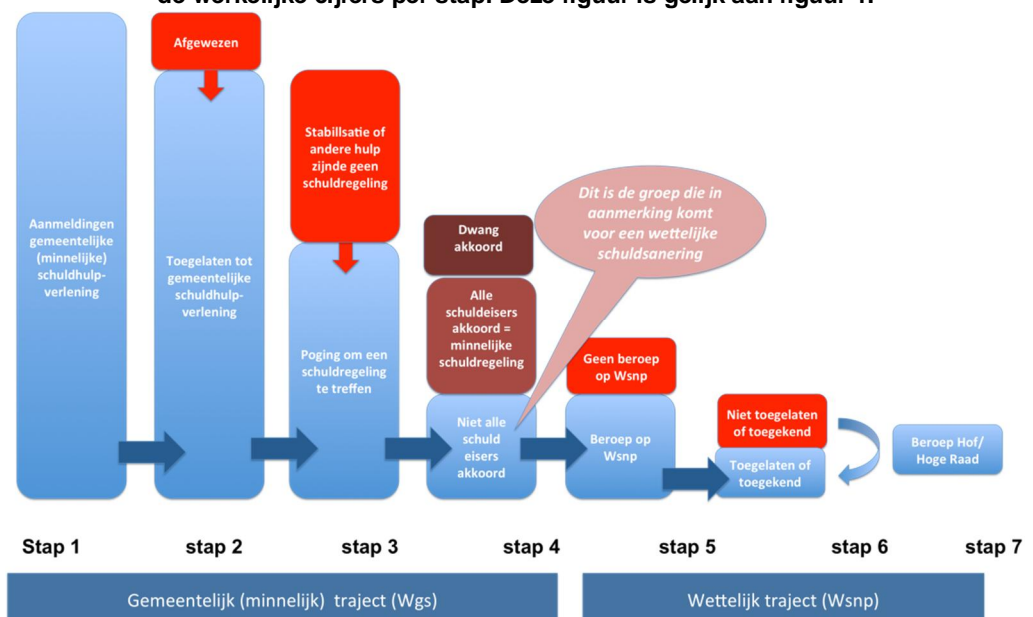 de werkelijke cijfers per stap. Deze figuur is gelijk aan figuur 1.
Afgewezen
Stabillsatie of
andere hulp
zijnde geen
schuldregeling
Dit is de groep die in
aanmerking komt
voor een wettelijke
schuldsanering
Aanmeldingen
gemeentelijke
(minnelijke)
schuldhulp-
verlening
Toegelaten tot
gemeentelijke
schuldhulp-
verlening
Poging om een
schuldregeling
te treffen
Dwang
akkoord
Alle
schuldeisers
akkoord =
minnelijke
schuldregeling
Niet alle
schuld
eisers
akkoord
Geen beroep
op Wsnp
Beroep op
Wsnp
Niet toegelaten
of toegekend
Toegelaten of
toegekend
Beroep Hof/
Hoge Raad
Stap 1 stap 2 stap 3 stap 4 stap 5 stap 6 stap 7
Gemeentelijk (minnelijk) traject (Wgs)
Wettelijk traject (Wsnp)